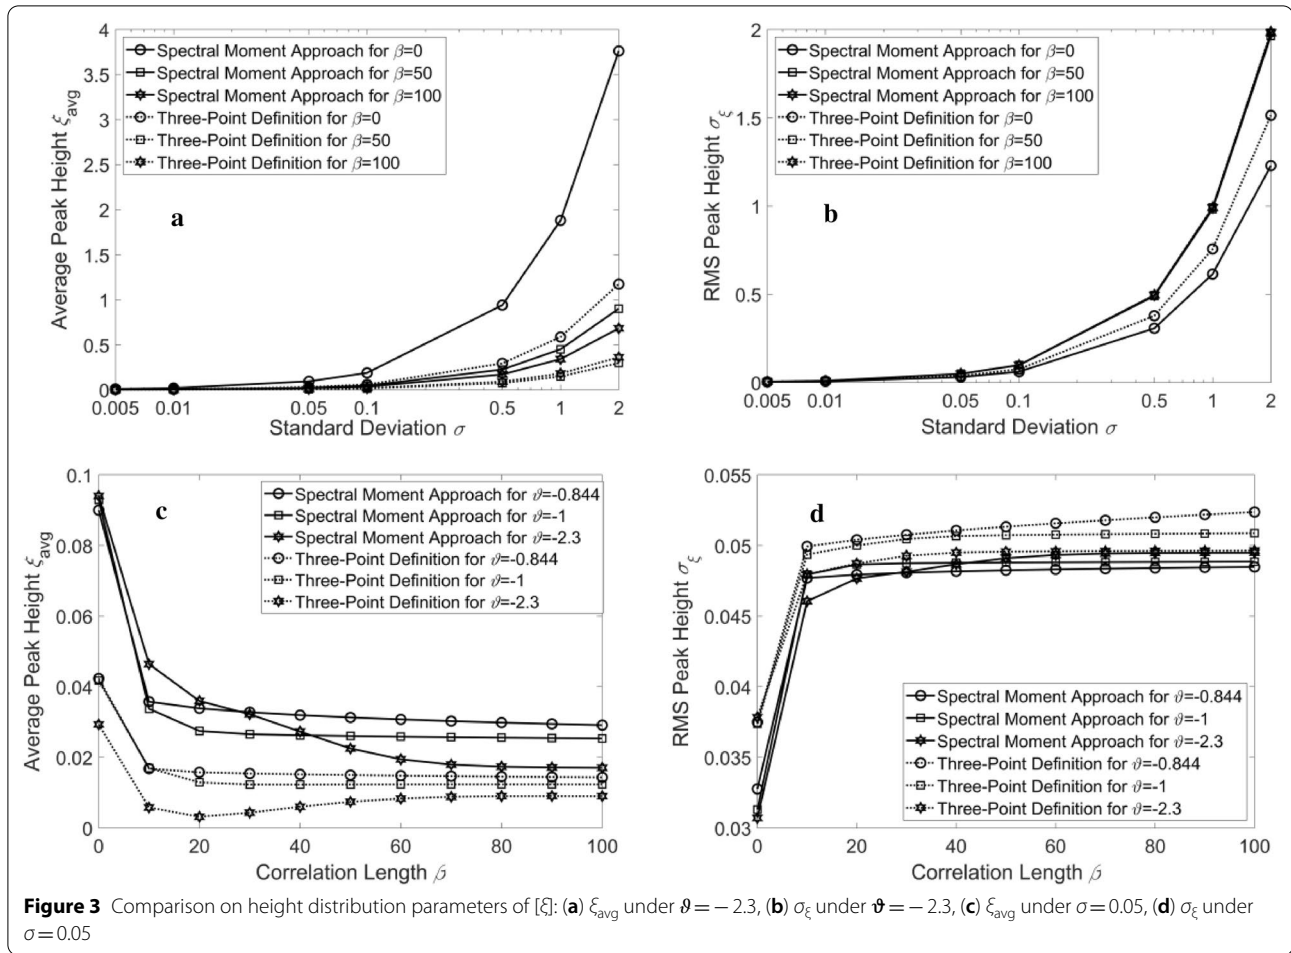 4
3.5
3
2.5
2
1.5
1
0.5
0
Average Peak Height ξavg
Spectral Moment Approach for β=0
Spectral Moment Approach for β=50
Spectral Moment Approach for β=100
Three-Point Definition for β=0
Three-Point Definition for β=50
Three-Point Definition for β=100
a
0.005 0.01 0.05 0.1 0.5 1 2
Standard Deviation σ
2
1.5
1
0.5
0
RMS Peak Height σξ
Spectral Moment Approach for β=0
Spectral Moment Approach for β=50
Spectral Moment Approach for β=100
Three-Point Definition for β=0
Three-Point Definition for β=50
Three-Point Definition for β=100
b
0.005 0.01 0.05 0.1 0.5 1 2
Standard Deviation σ
0.1
0.08
0.06
0.04
0.02
0
Average Peak Height ξavg
c
Spectral Moment Approach for ϑ=-0.844
Spectral Moment Approach for ϑ=-1
Spectral Moment Approach for ϑ=-2.3
Three-Point Definition for ϑ=-0.844
Three-Point Definition for ϑ=-1
Three-Point Definition for ϑ=-2.3
0 20 40 60 80 100
Correlation Length β
0.055
0.05
0.045
0.04
0.035
0.03
RMS Peak Height σξ
d
Spectral Moment Approach for ϑ=-0.844
Spectral Moment Approach for ϑ=-1
Spectral Moment Approach for ϑ=-2.3
Three-Point Definition for ϑ=-0.844
Three-Point Definition for ϑ=-1
Three-Point Definition for ϑ=-2.3
0 20 40 60 80 100
Correlation Length β
Figure 3 Comparison on height distribution parameters of [ξ]: (a) ξavg under ϑ = − 2.3, (b) σξ under ϑ = − 2.3, (c) ξavg under σ = 0.05, (d) σξ under
σ = 0.05